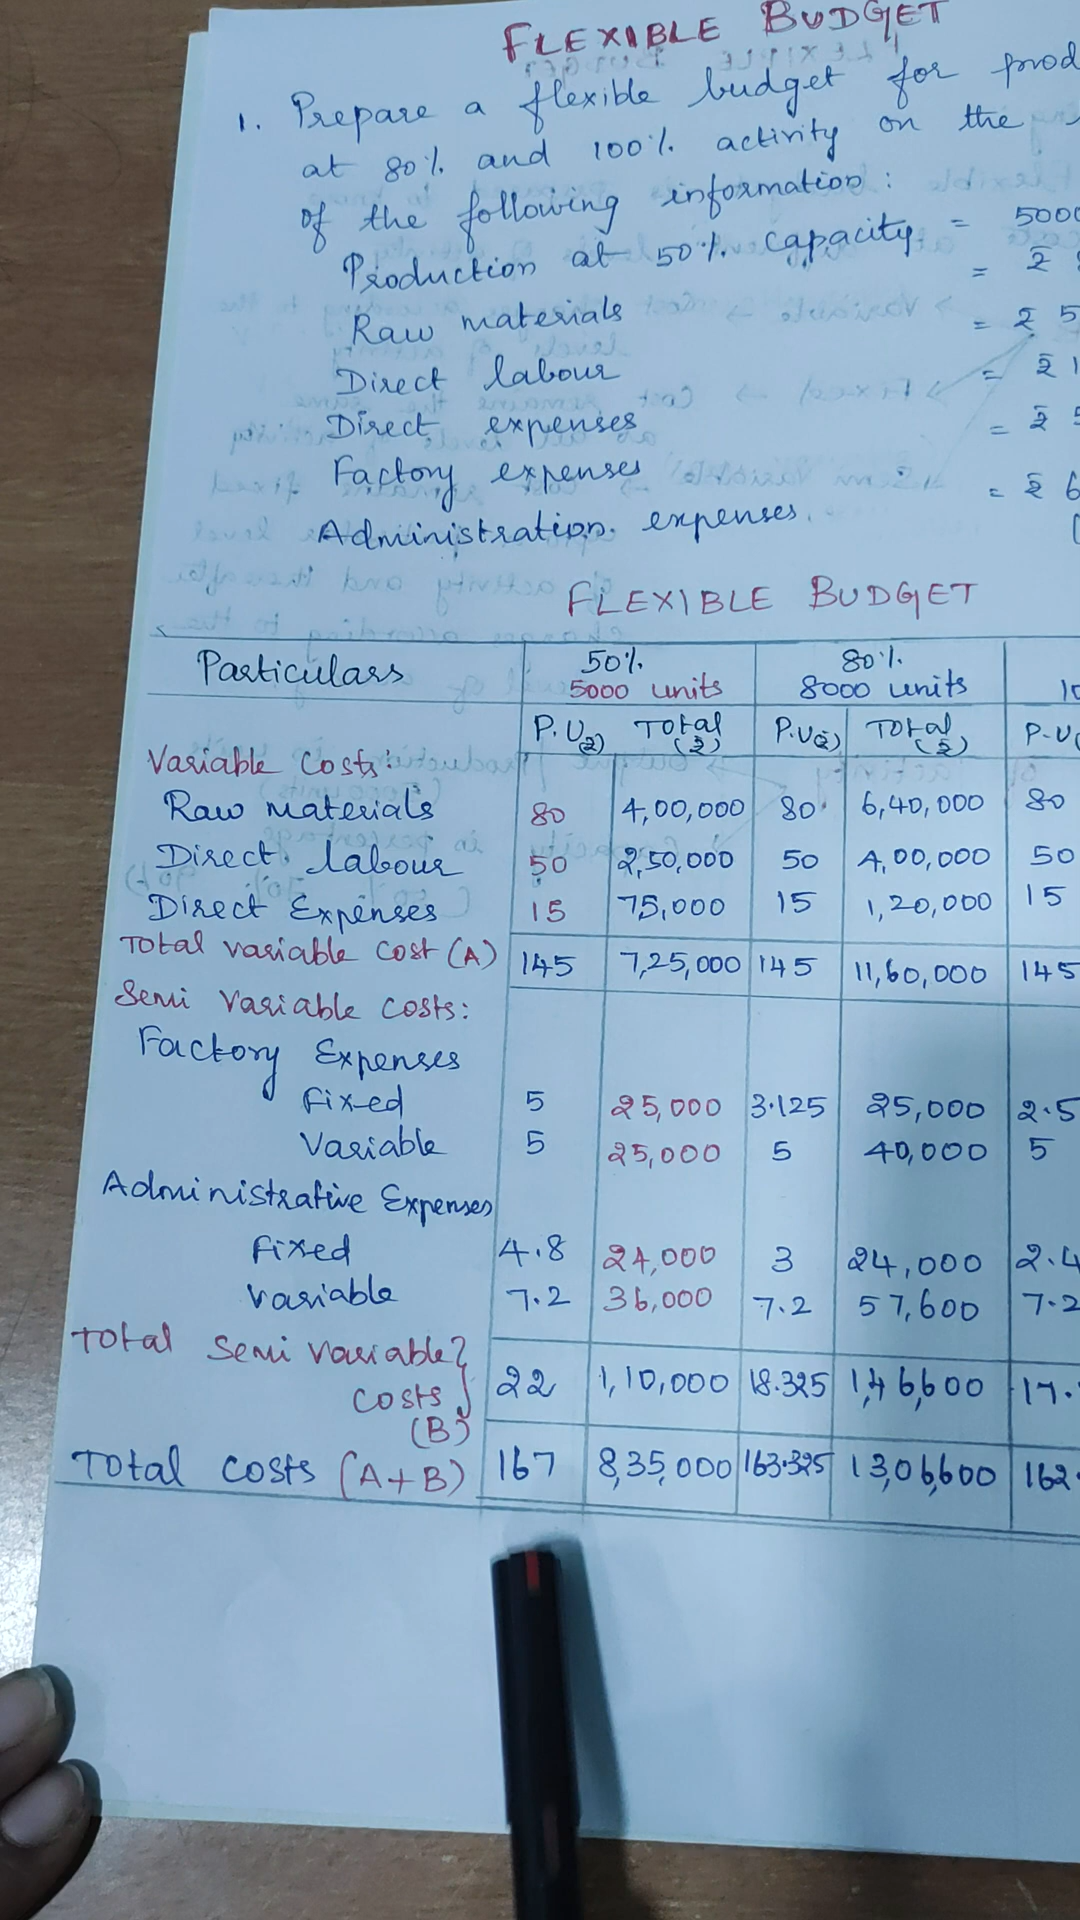 FLEXIBLE BUDGET
1. Prepare a flexible budget for prod
at 80%. and 100%. activity on the
of the following information:
Production at 50%. capacity = 5000
Raw materials = ₹
Direct labour = ₹ 5
Direct expenses = ₹ 1
Factory expenses = ₹ 5
Administration. expenses. = ₹ 6
FLEXIBLE BUDGET
Particulars 50%. 80%.
5000 units 8000 units 10
P.U(₹) Total (₹) P.U(₹) Total (₹) P.U(
Variable Costs:
Raw materials 80 4,00,000 80 6,40,000 80
Direct labour 50 2,50,000 50 4,00,000 50
Direct Expenses 15 75,000 15 1,20,000 15
Total variable cost (A) 145 7,25,000 145 11,60,000 145
Semi variable costs:
Factory Expenses
Fixed 5 25,000 3.125 25,000 2.5
Variable 5 25,000 5 40,000 5
Administrative Expenses
Fixed 4.8 24,000 3 24,000 2.4
Variable 7.2 36,000 7.2 57,600 7.2
Total Semi variable
costs 22 1,10,000 18.325 1,46,600 17.
(B)
Total costs (A+B) 167 8,35,000 163.325 13,06,600 162.